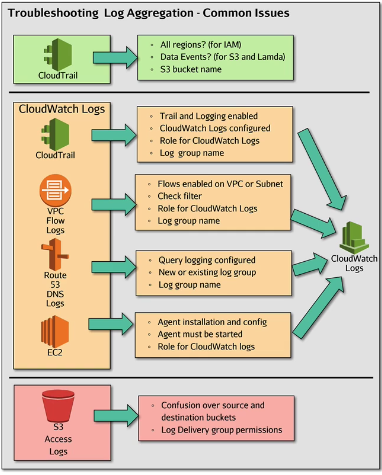 Troubleshooting Log Aggregation - Common Issues
CloudTrail
All regions? (for IAM)
Data Events? (for S3 and Lamda)
S3 bucket name
CloudWatch Logs
CloudTrail
Trail and Logging enabled
CloudWatch Logs configured
Role for CloudWatch Logs
Log group name
VPC
Flow
Logs
Flows enabled on VPC or Subnet
Check filter
Role for CloudWatch Logs
Log group name
Route
53
DNS
Logs
Query logging configured
New or existing log group
Log group name
EC2
Agent installation and config
Agent must be started
Role for CloudWatch logs
CloudWatch
Logs
S3
Access
Logs
Confusion over source and
destination buckets
Log Delivery group permissions